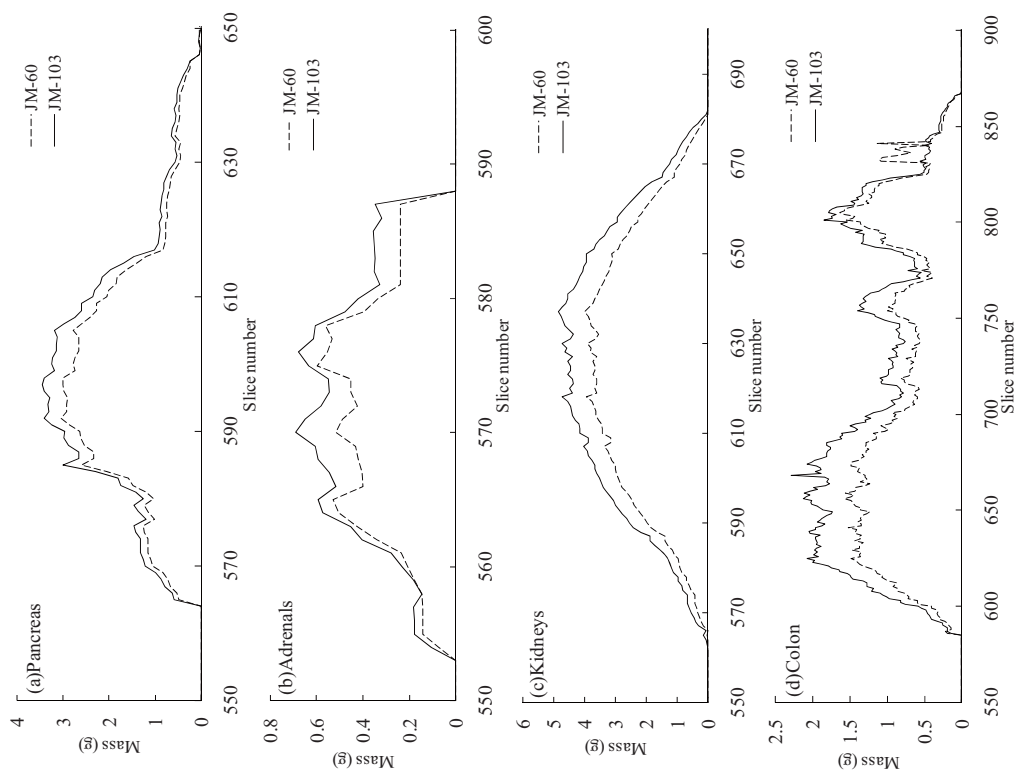 (a)Pancreas
JM-60
JM-103
Mass (g)
4
3
2
1
0
550
570
590
610
630
650
Slice number
(b)Adrenals
JM-60
JM-103
Mass (g)
0.8
0.6
0.4
0.2
0
550
560
570
580
590
600
Slice number
(c)Kidneys
JM-60
JM-103
Mass (g)
6
5
4
3
2
1
0
550
570
590
610
630
650
670
690
Slice number
(d)Colon
JM-60
JM-103
Mass (g)
2.5
2
1.5
1
0.5
0
550
600
650
700
750
800
850
900
Slice number